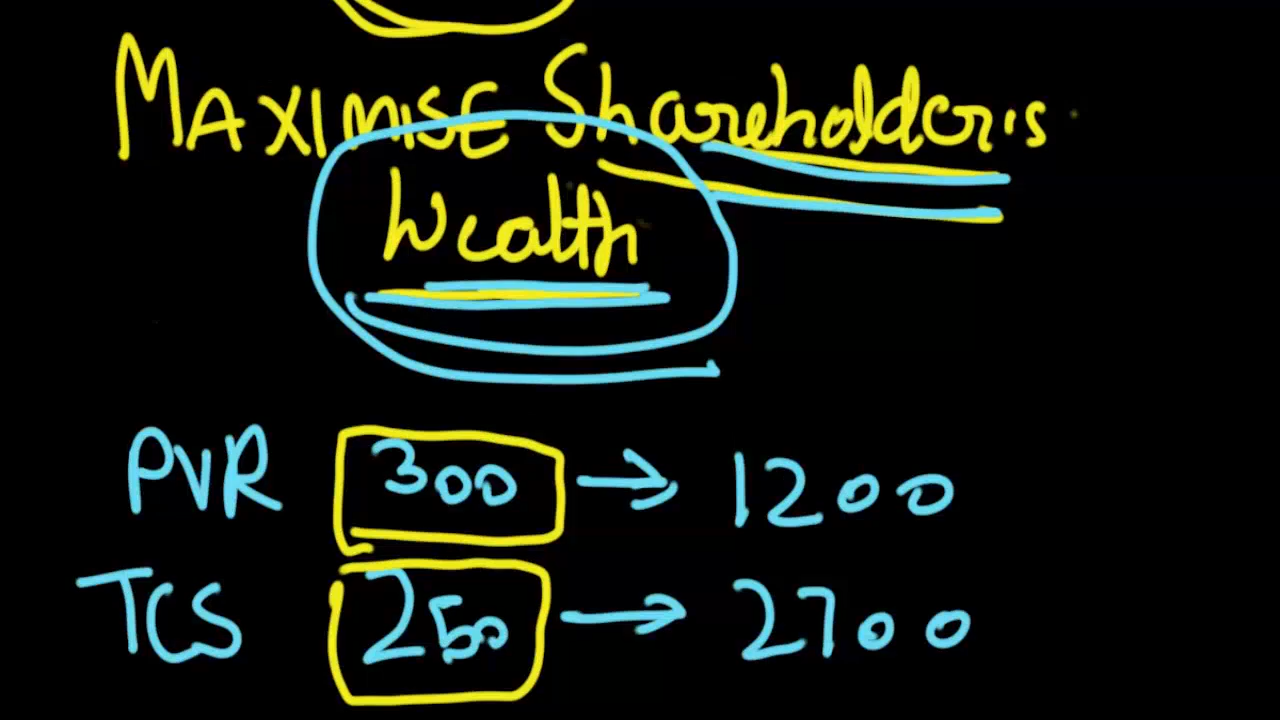 MAXIMISE Shareholder's
Wealth
PVR 300 → 1200
TCS 250 → 2700